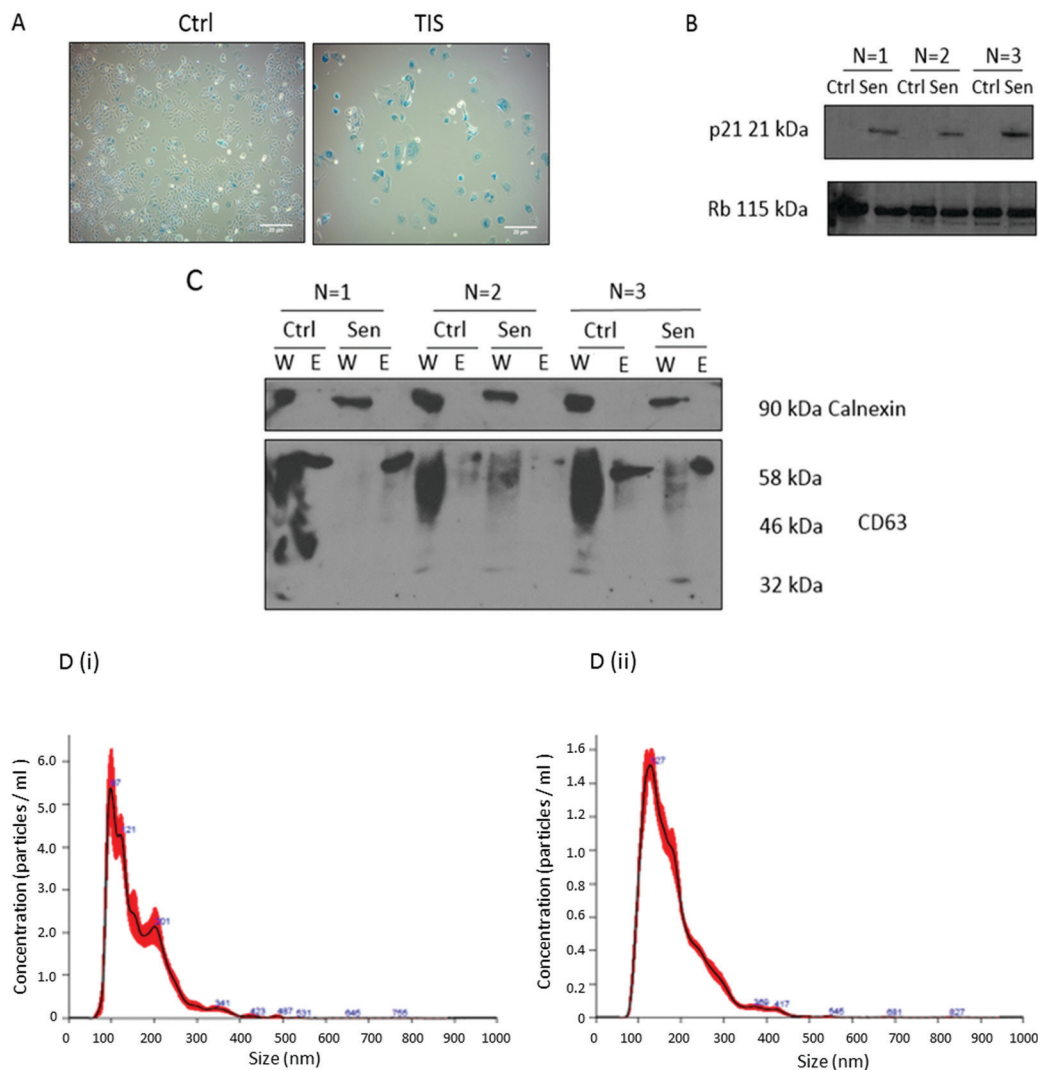 A
Ctrl
TIS
20 µm
20 µm
B
N=1 N=2 N=3
Ctrl Sen Ctrl Sen Ctrl Sen
p21 21 kDa
Rb 115 kDa
C
N=1 N=2 N=3
Ctrl Sen Ctrl Sen Ctrl Sen
W E W E W E W E W E W E
90 kDa Calnexin
58 kDa
46 kDa
CD63
32 kDa
D (i)
Concentration (particles / ml )
6.0
5.0
4.0
3.0
2.0
1.0
0
341
423
487
531
646
0 100 200 300 400 500 600 700 800 900 1000
Size (nm)
D (ii)
Concentration (particles / ml )
1.6
1.4
1.2
1.0
0.8
0.6
0.4
0.2
0
417
681
827
0 100 200 300 400 500 600 700 800 900 1000
Size (nm)